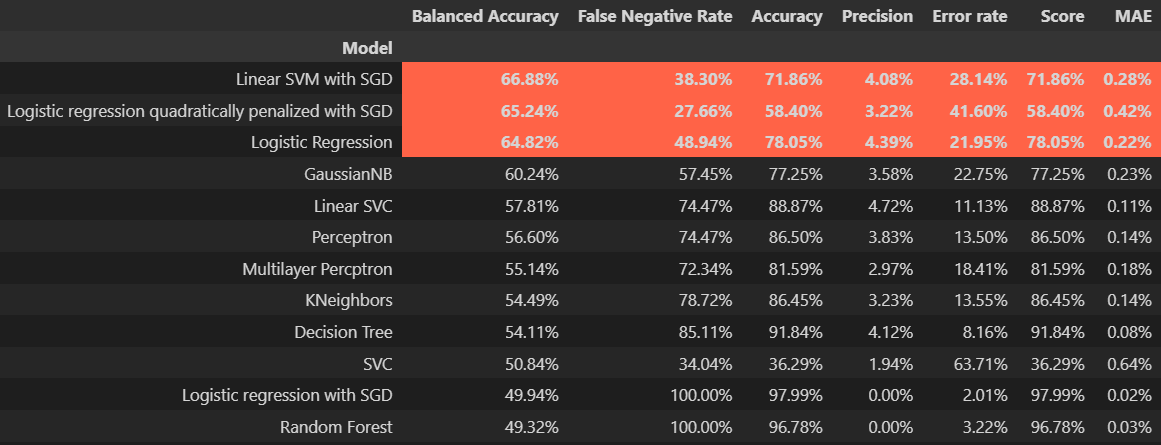 Balanced Accuracy False Negative Rate Accuracy Precision Error rate Score MAE
Model
Linear SVM with SGD 66.88% 38.30% 71.86% 4.08% 28.14% 71.86% 0.28%
Logistic regression quadratically penalized with SGD 65.24% 27.66% 58.40% 3.22% 41.60% 58.40% 0.42%
Logistic Regression 64.82% 48.94% 78.05% 4.39% 21.95% 78.05% 0.22%
GaussianNB 60.24% 57.45% 77.25% 3.58% 22.75% 77.25% 0.23%
Linear SVC 57.81% 74.47% 88.87% 4.72% 11.13% 88.87% 0.11%
Perceptron 56.60% 74.47% 86.50% 3.83% 13.50% 86.50% 0.14%
Multilayer Percptron 55.14% 72.34% 81.59% 2.97% 18.41% 81.59% 0.18%
KNeighbors 54.49% 78.72% 86.45% 3.23% 13.55% 86.45% 0.14%
Decision Tree 54.11% 85.11% 91.84% 4.12% 8.16% 91.84% 0.08%
SVC 50.84% 34.04% 36.29% 1.94% 63.71% 36.29% 0.64%
Logistic regression with SGD 49.94% 100.00% 97.99% 0.00% 2.01% 97.99% 0.02%
Random Forest 49.32% 100.00% 96.78% 0.00% 3.22% 96.78% 0.03%